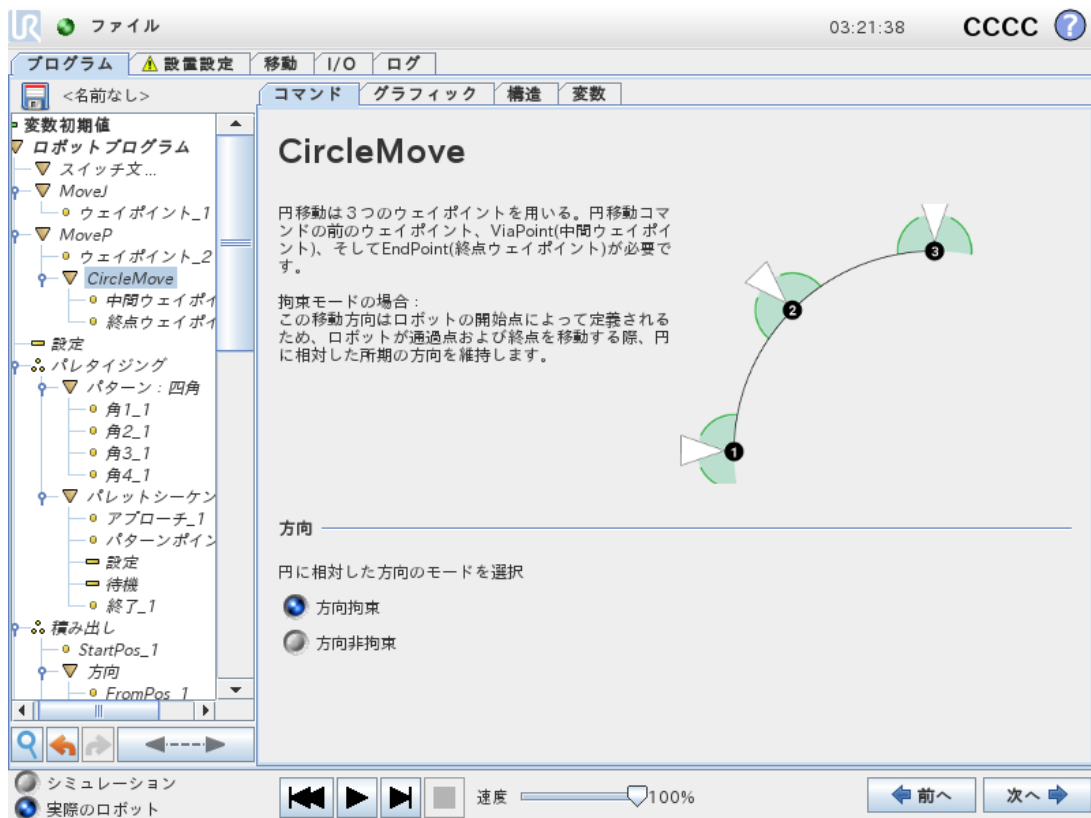 UR
ファイル
03:21:38
CCCC
?
プログラム
設置設定
移動
I/O
ログ
<名前なし>
コマンド
グラフィック
構造
変数
変数初期値
ロボットプログラム
スイッチ文...
MoveJ
ウェイポイント_1
MoveP
ウェイポイント_2
CircleMove
中間ウェイポイ
終点ウェイポイ
設定
パレタイジング
パターン : 四角
角1_1
角2_1
角3_1
角4_1
パレットシーケン
アプローチ_1
パターンポイン
設定
待機
終了_1
積み出し
StartPos_1
方向
FromPos_1
CircleMove
円移動は３つのウェイポイントを用いる。円移動コマ
ンドの前のウェイポイント、ViaPoint(中間ウェイポイ
ント)、そしてEndPoint(終点ウェイポイント)が必要で
す。
拘束モードの場合 :
この移動方向はロボットの開始点によって定義される
ため、ロボットが通過点および終点を移動する際、円
に相対した所期の方向を維持します。
3
2
1
方向
円に相対した方向のモードを選択
方向拘束
方向非拘束
シミュレーション
実際のロボット
速度
100%
前へ
次へ